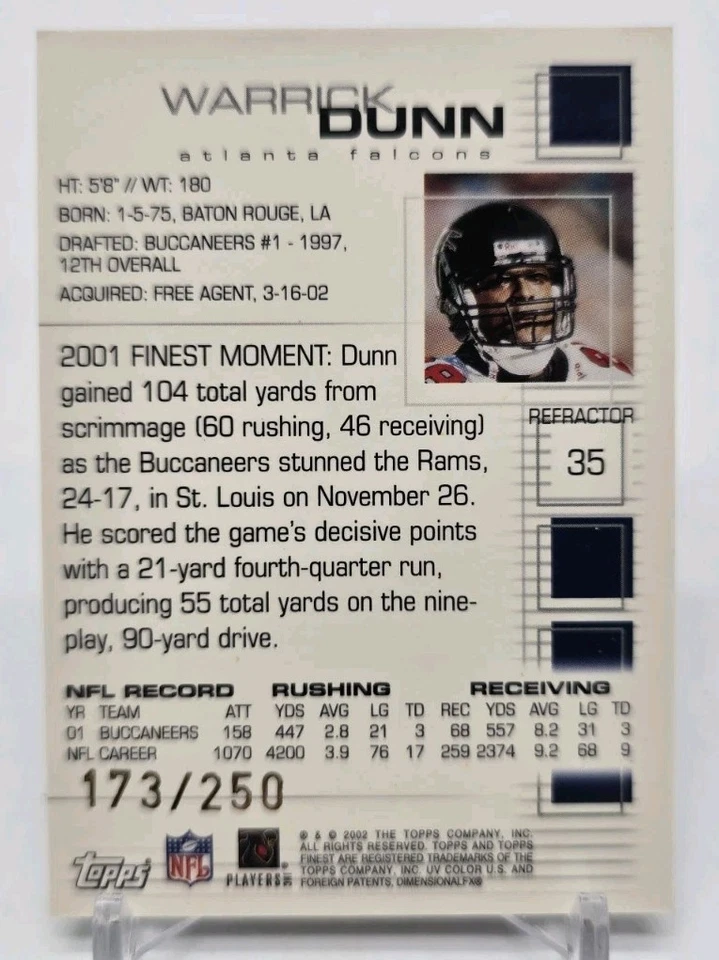 WARRICK
DUNN
atlanta falcons
HT: 5'8" // WT: 180
BORN: 1-5-75, BATON ROUGE, LA
DRAFTED: BUCCANEERS #1 - 1997,
12TH OVERALL
ACQUIRED: FREE AGENT, 3-16-02
2001 FINEST MOMENT: Dunn
gained 104 total yards from
scrimmage (60 rushing, 46 receiving)
as the Buccaneers stunned the Rams,
24-17, in St. Louis on November 26.
He scored the game's decisive points
with a 21-yard fourth-quarter run,
producing 55 total yards on the nine-
play, 90-yard drive.
REFRACTOR
35
NFL RECORD RUSHING RECEIVING
YR TEAM ATT YDS AVG LG TD REC YDS AVG LG TD
01 BUCCANEERS 158 447 2.8 21 3 68 557 8.2 31 3
NFL CAREER 1070 4200 3.9 76 17 259 2374 9.2 68 9
173/250
Topps
NFL
PLAYERS
® & © 2002 THE TOPPS COMPANY, INC.
ALL RIGHTS RESERVED. TOPPS AND TOPPS
FINEST ARE REGISTERED TRADEMARKS OF THE
TOPPS COMPANY, INC. UV COLOR U.S. AND
FOREIGN PATENTS, DIMENSIONALFX®